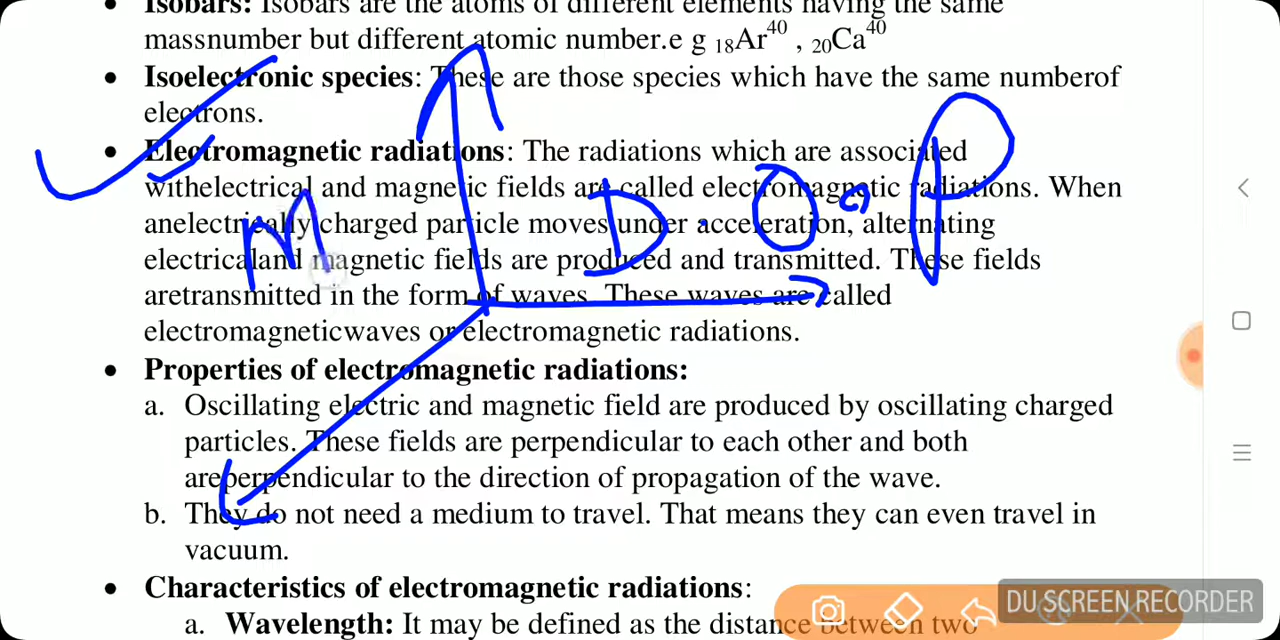 • Isobars: Isobars are the atoms of different elements having the same
massnumber but different atomic number.e g 18Ar40 , 20Ca40
• Isoelectronic species: These are those species which have the same numberof
electrons.
• Electromagnetic radiations: The radiations which are associated
withelectrical and magnetic fields are called electromagnetic radiations. When
anelectrically charged particle moves under acceleration, alternating
electricaland magnetic fields are produced and transmitted. These fields
aretransmitted in the form of waves. These waves are called
electromagneticwaves or electromagnetic radiations.
m
D.O.P
• Properties of electromagnetic radiations:
a. Oscillating electric and magnetic field are produced by oscillating charged
particles. These fields are perpendicular to each other and both
areperpendicular to the direction of propagation of the wave.
b. They do not need a medium to travel. That means they can even travel in
vacuum.
• Characteristics of electromagnetic radiations:
a. Wavelength: It may be defined as the distance between two
DU SCREEN RECORDER